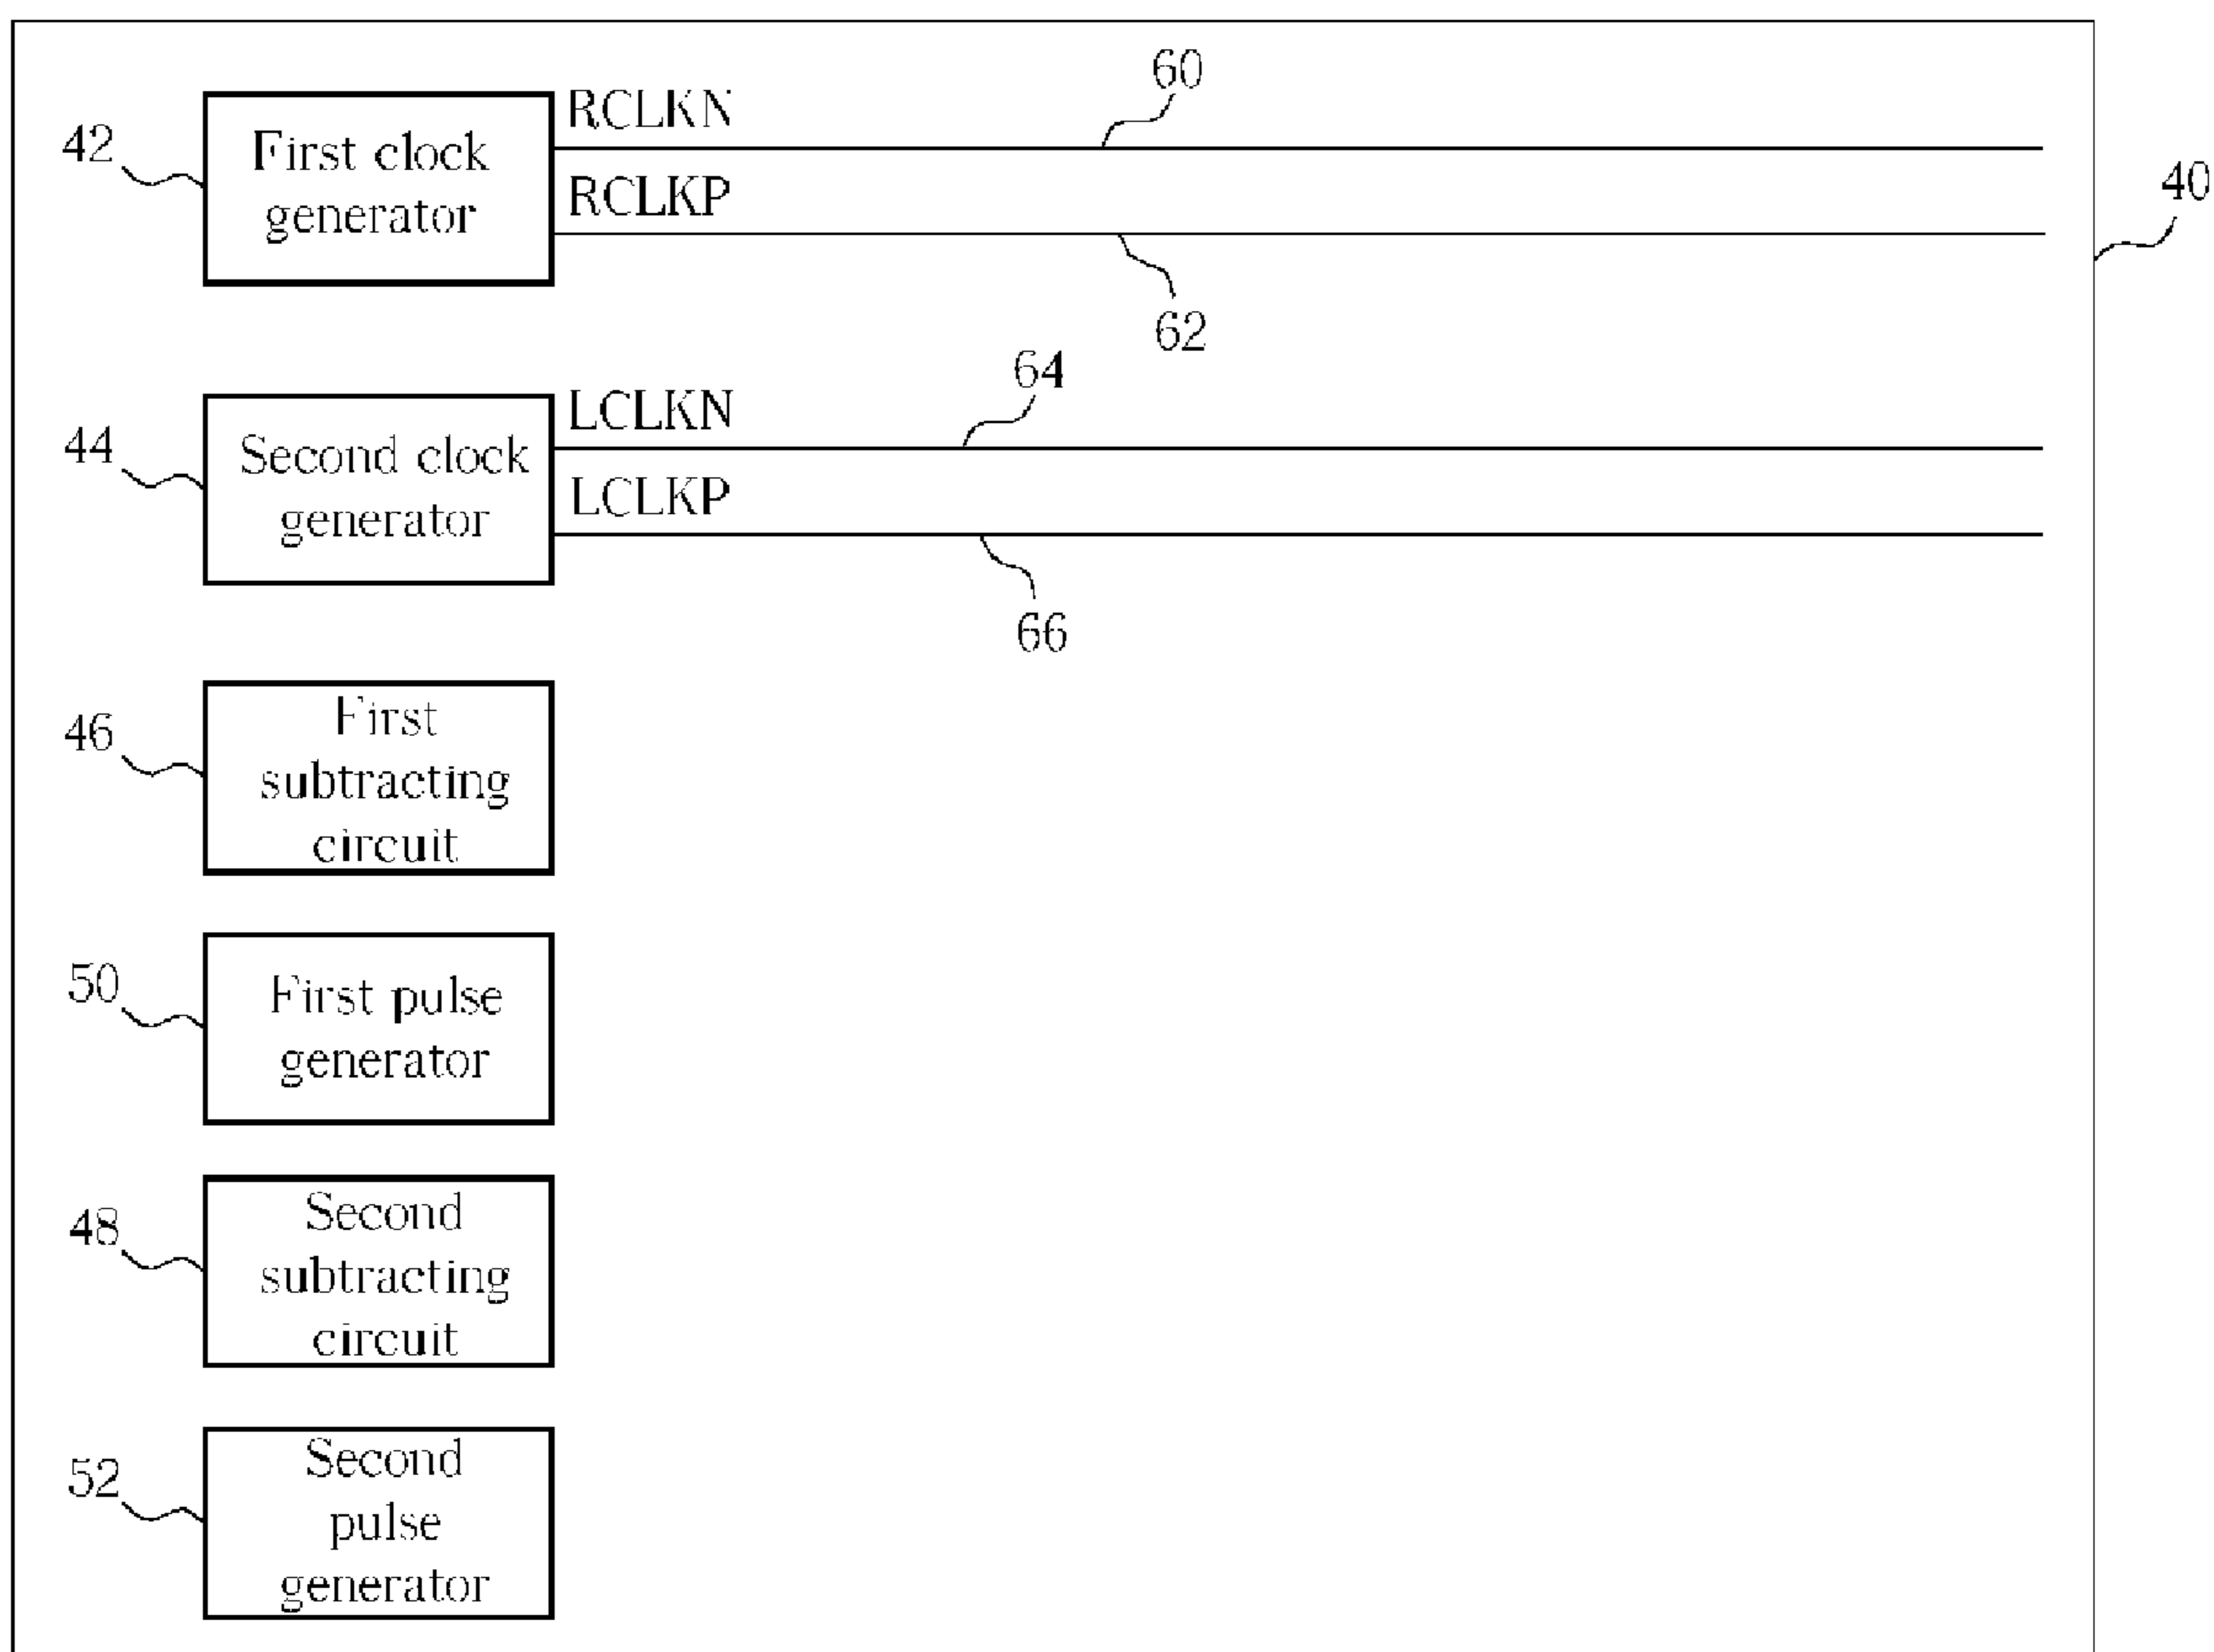 60
RCLKN
42
First clock
generator
RCLKP
40
62
64
LCLKN
44
Second clock
generator
LCLKP
66
46
First
subtracting
circuit
50
First pulse
generator
48
Second
subtracting
circuit
52
Second
pulse
generator